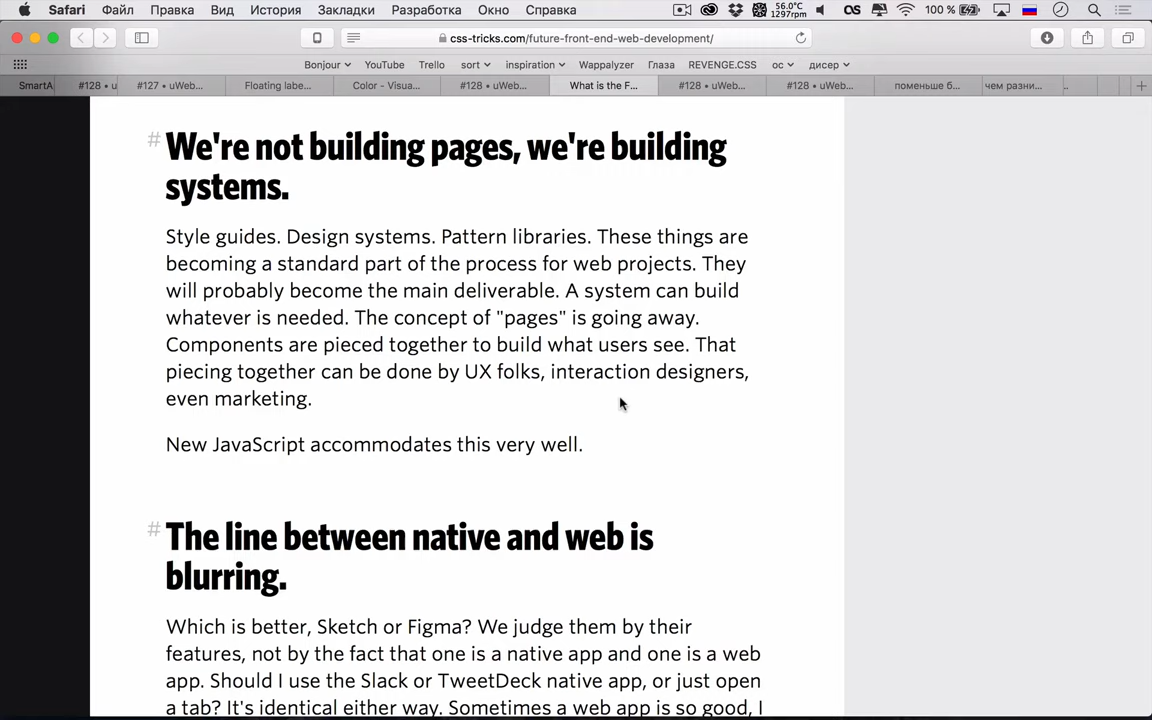 Safari Файл Правка Вид История Закладки Разработка Окно Справка 56.0°C 1297rpm 100 %
css-tricks.com/future-front-end-web-development/
Bonjour YouTube Trello sort inspiration Wappalyzer Глаза REVENGE.CSS ос дисер
SmartA #128 • u #127 • uWeb... Floating labe... Color - Visua... #128 • uWeb... What is the F... #128 • uWeb... #128 • uWeb... поменьше б... чем разни... ..
# We're not building pages, we're building
systems.
Style guides. Design systems. Pattern libraries. These things are
becoming a standard part of the process for web projects. They
will probably become the main deliverable. A system can build
whatever is needed. The concept of "pages" is going away.
Components are pieced together to build what users see. That
piecing together can be done by UX folks, interaction designers,
even marketing.
New JavaScript accommodates this very well.
# The line between native and web is
blurring.
Which is better, Sketch or Figma? We judge them by their
features, not by the fact that one is a native app and one is a web
app. Should I use the Slack or TweetDeck native app, or just open
a tab? It's identical either way. Sometimes a web app is so good, I